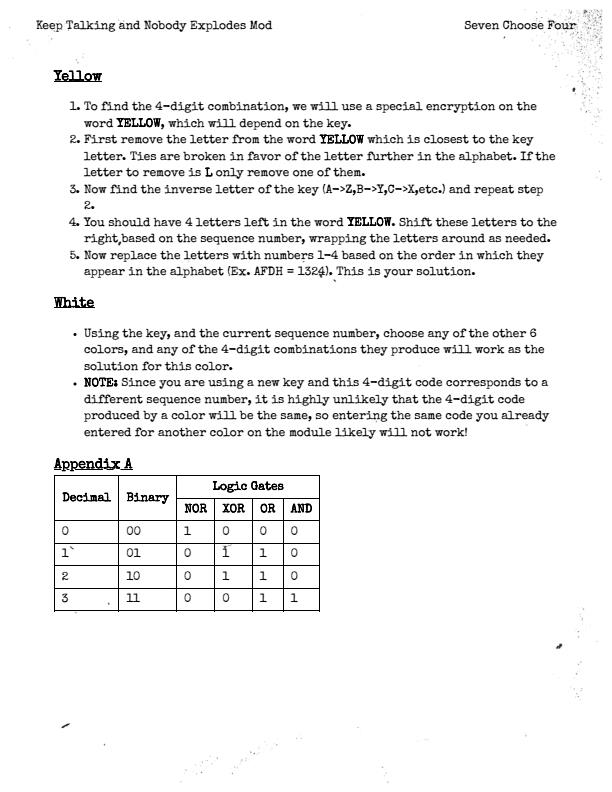 Keep Talking and Nobody Explodes Mod Seven Choose Four
Yellow
1. To find the 4-digit combination, we will use a special encryption on the
word YELLOW, which will depend on the key.
2. First remove the letter from the word YELLOW which is closest to the key
letter. Ties are broken in favor of the letter further in the alphabet. If the
letter to remove is L only remove one of them.
3. Now find the inverse letter of the key (A->Z,B->Y,C->X,etc.) and repeat step
2.
4. You should have 4 letters left in the word YELLOW. Shift these letters to the
right based on the sequence number, wrapping the letters around as needed.
5. Now replace the letters with numbers 1-4 based on the order in which they
appear in the alphabet (Ex. AFDH = 1324). This is your solution.
White
• Using the key, and the current sequence number, choose any of the other 6
colors, and any of the 4-digit combinations they produce will work as the
solution for this color.
• NOTE: Since you are using a new key and this 4-digit code corresponds to a
different sequence number, it is highly unlikely that the 4-digit code
produced by a color will be the same, so entering the same code you already
entered for another color on the module likely will not work!
Appendix A
Decimal Binary Logic Gates
NOR XOR OR AND
0 00 1 0 0 0
1 01 0 1 1 0
2 10 0 1 1 0
3 11 0 0 1 1